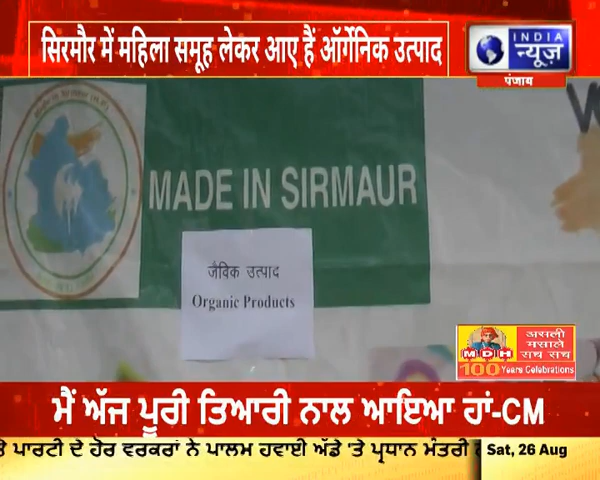 सिरमौर में महिला समूह लेकर आए हैं ऑर्गेनिक उत्पाद
INDIA
न्यूज़
पंजाब
MADE IN SIRMAUR
जैविक उत्पाद
Organic Products
असली
मसाले
सच सच
MDH
100 Years Celebrations
ਮੈਂ ਅੱਜ ਪੂਰੀ ਤਿਆਰੀ ਨਾਲ ਆਇਆ ਹਾਂ-CM
ਪਾਰਟੀ ਦੇ ਹੋਰ ਵਰਕਰਾਂ ਨੇ ਪਾਲਮ ਹਵਾਈ ਅੱਡੇ 'ਤੇ ਪ੍ਰਧਾਨ ਮੰਤਰੀ
Sat, 26 Aug